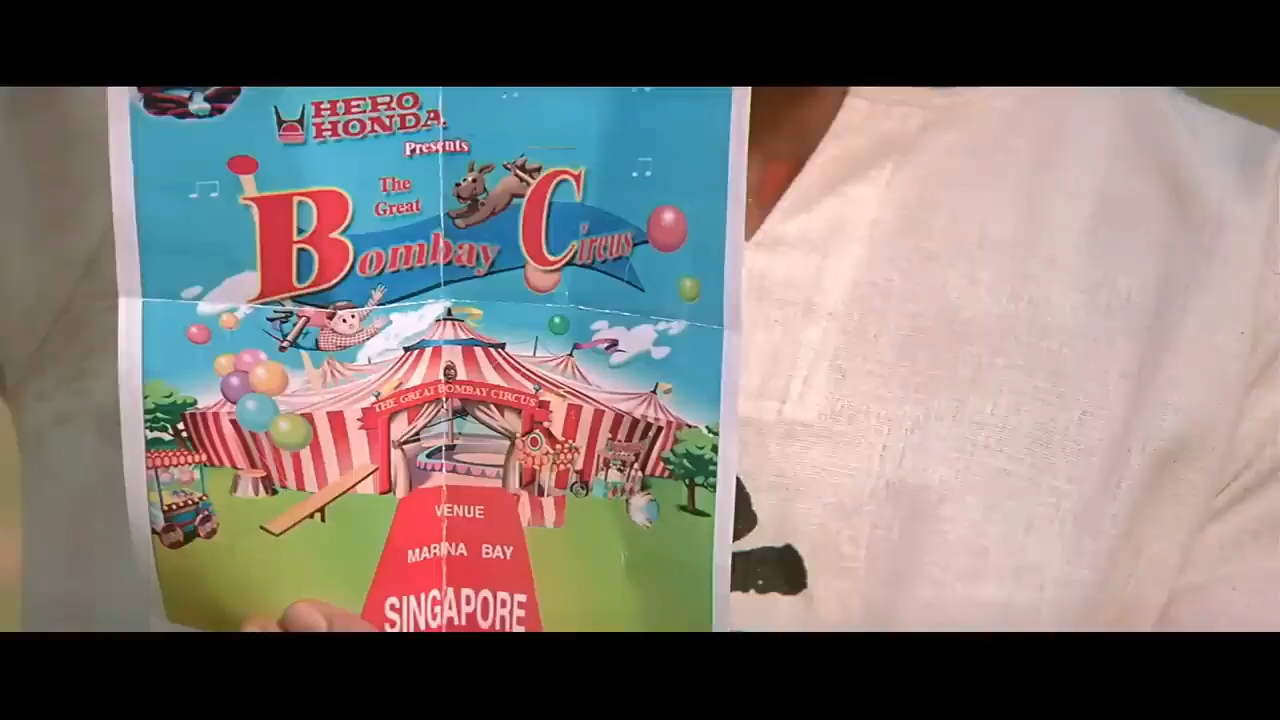 HERO
HONDA
Presents
The
Great
Bombay Circus
THE GREAT BOMBAY CIRCUS
VENUE
MARINA BAY
SINGAPORE